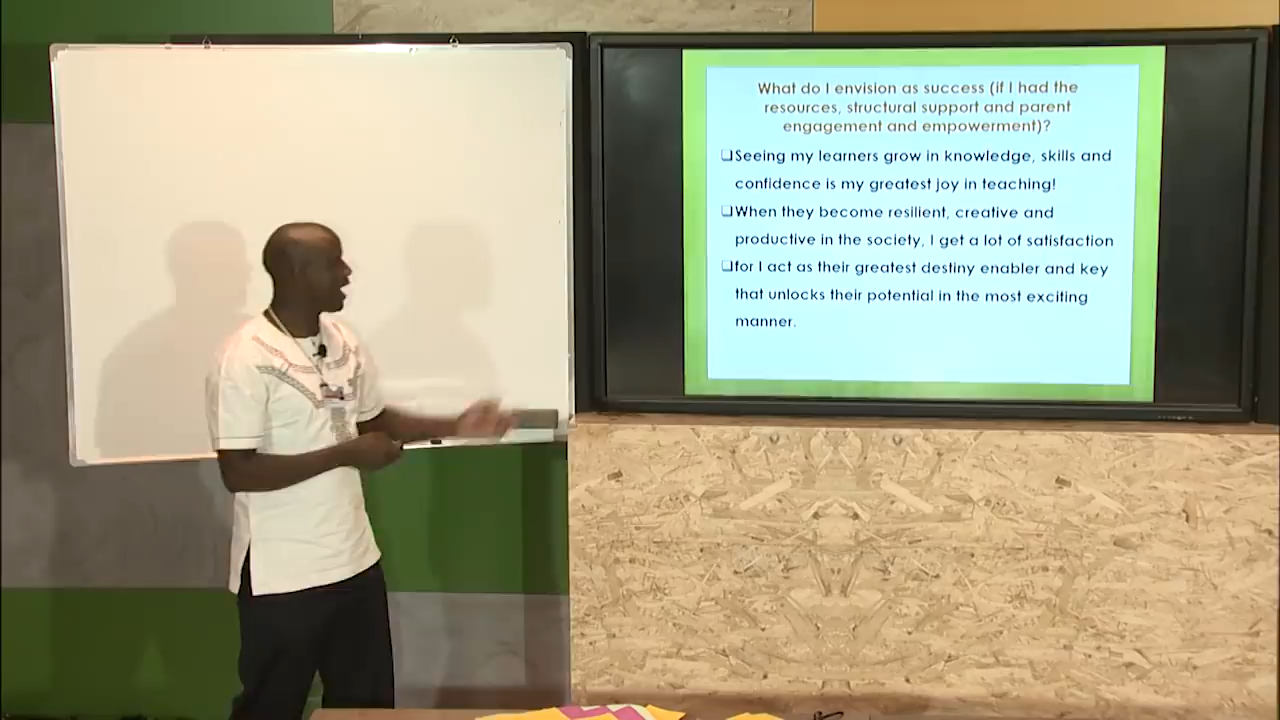 What do I envision as success (if I had the
resources, structural support and parent
engagement and empowerment)?
❑Seeing my learners grow in knowledge, skills and
confidence is my greatest joy in teaching!
❑When they become resilient, creative and
productive in the society, I get a lot of satisfaction
❑for I act as their greatest destiny enabler and key
that unlocks their potential in the most exciting
manner.